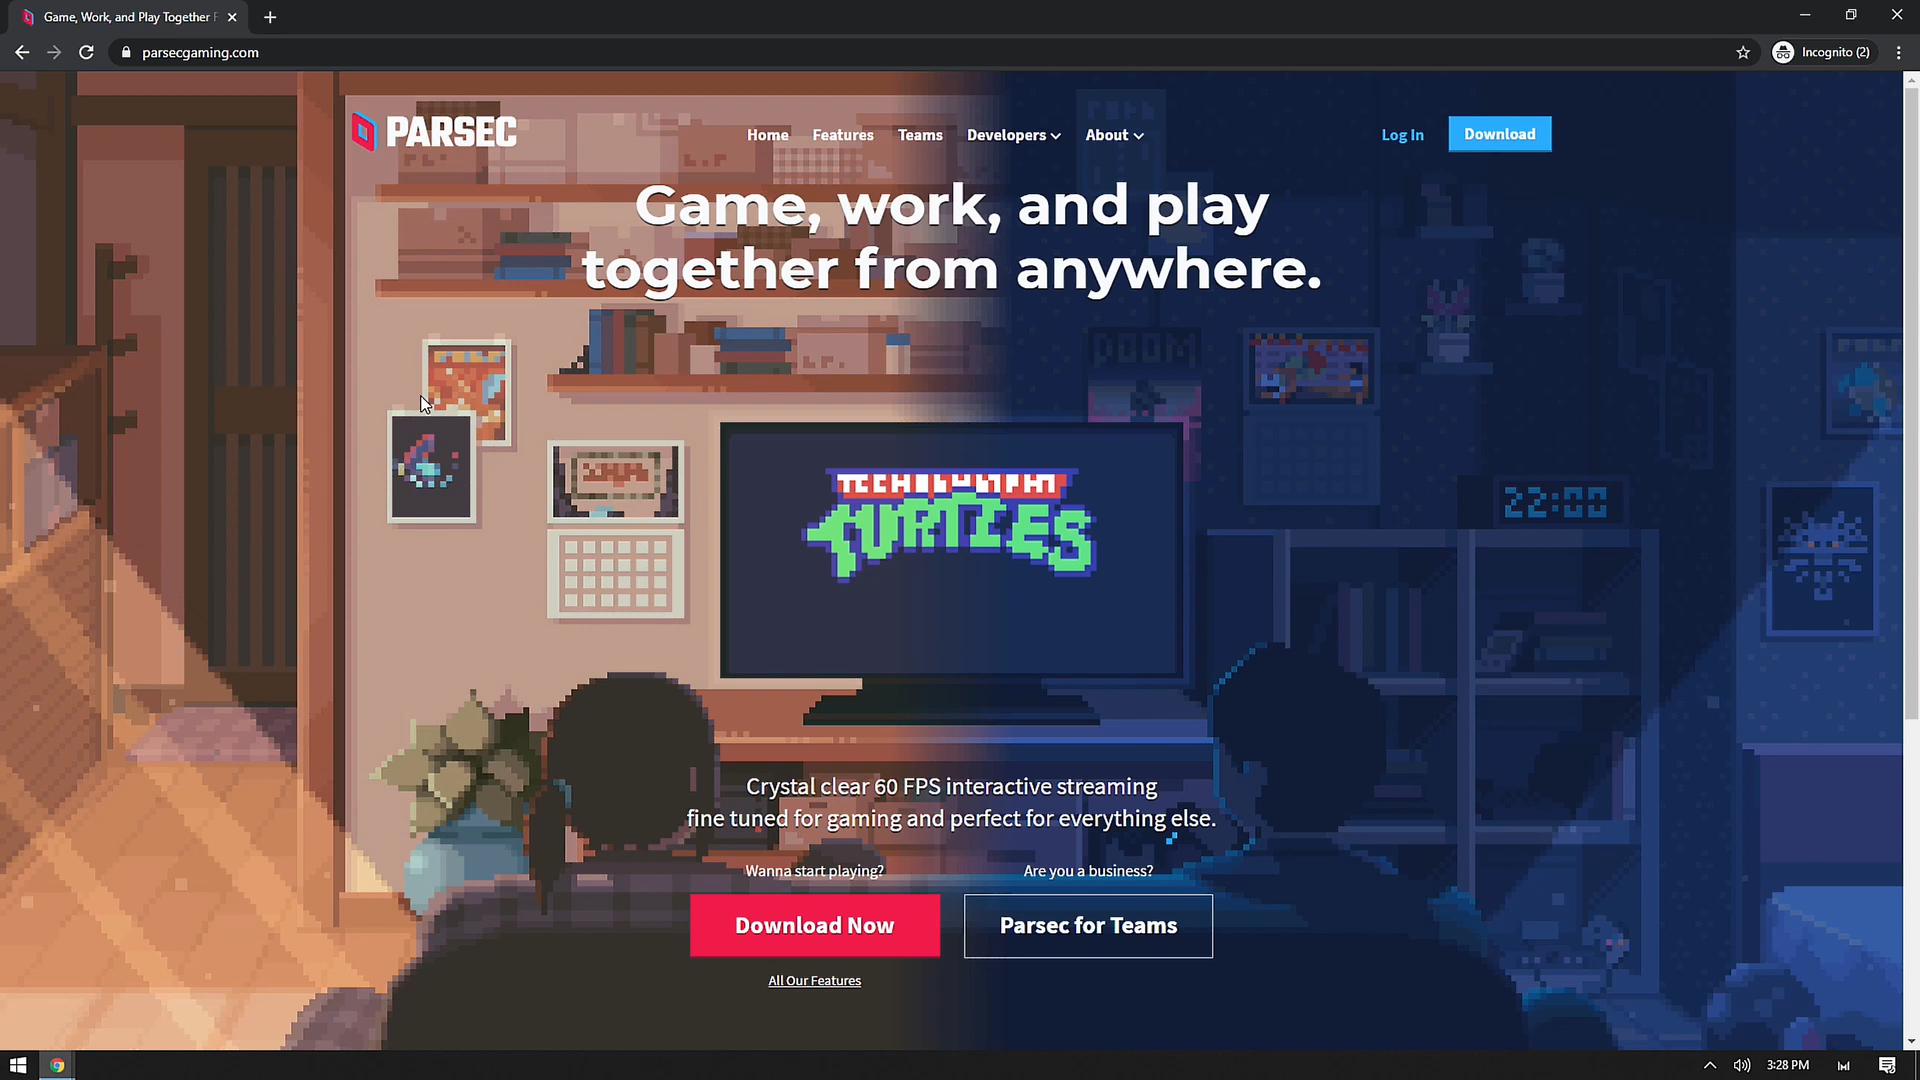 Game, Work, and Play Together F
parsecgaming.com
Incognito (2)
PARSEC
Home Features Teams Developers About
Log In Download
Game, work, and play
together from anywhere.
DOOM
TURTLES
22:00
Crystal clear 60 FPS interactive streaming
fine tuned for gaming and perfect for everything else.
Wanna start playing? Are you a business?
Download Now Parsec for Teams
All Our Features
3:28 PM